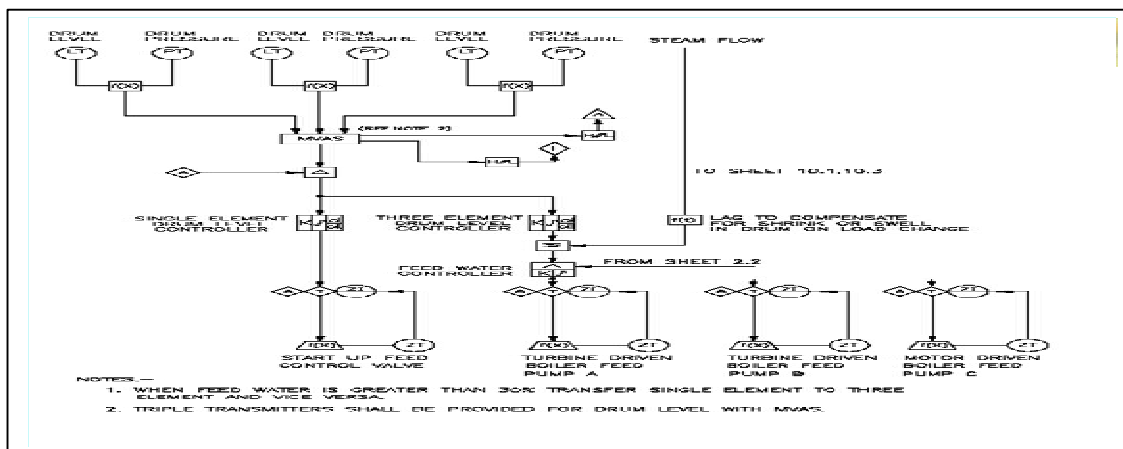 DRUM LEVEL
DRUM PRESSURE
DRUM LEVEL
DRUM PRESSURE
DRUM LEVEL
DRUM PRESSURE
STEAM FLOW
LT
PT
LT
PT
LT
PT
f(X)
f(X)
f(X)
(REF NOTE 2)
MVAS
H/L
H/L
A
I
A
△
TO SHEET 10.1,10.3
SINGLE ELEMENT
DRUM LEVEL
CONTROLLER
K ∫
THREE ELEMENT
DRUM LEVEL
CONTROLLER
K ∫
f(X)
LAG TO COMPENSATE
FOR SHRINK OR SWELL
IN DRUM ON LOAD CHANGE
FROM SHEET 2.2
FEED WATER
CONTROLLER
K ∫
A T ZI
A T ZI
A T ZI
A T ZI
f(X) ZT
f(X) ZT
f(X) ZT
f(X) ZT
START UP FEED
CONTROL VALVE
TURBINE DRIVEN
BOILER FEED
PUMP A
TURBINE DRIVEN
BOILER FEED
PUMP B
MOTOR DRIVEN
BOILER FEED
PUMP C
NOTES:—
1. WHEN FEED WATER IS GREATER THAN 30% TRANSFER SINGLE ELEMENT TO THREE
ELEMENT AND VICE VERSA.
2. TRIPLE TRANSMITTERS SHALL BE PROVIDED FOR DRUM LEVEL WITH MVAS.